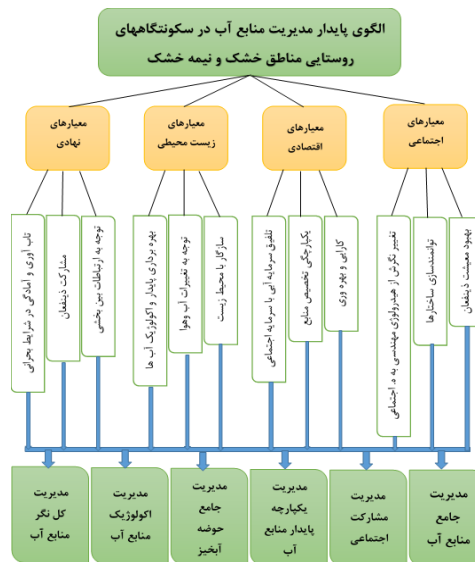 الگوی پایدار مدیریت منابع آب در سکونتگاههای
روستایی مناطق خشک و نیمه خشک
معیارهای
اجتماعی
معیارهای
اقتصادی
معیارهای
زیست محیطی
معیارهای
نهادی
بهبود معیشت ذینفعان
توانمندسازی ساختارها
تغییر نگرش از هیدرولوژی مهندسی به م. اجتماعی
کارایی و بهره وری
یکپارچگی تخصیص منابع
تلفیق سرمایه آبی با سرمایه اجتماعی
سازگار با محیط زیست
توجه به تغییرات آب وهوا
بهره برداری پایدار و اکولوژیک آب ها
توجه به ارتباطات بین بخشی
مشارکت ذینفعان
تاب آوری و آمادگی در شرایط بحرانی
مدیریت
جامع
منابع آب
مدیریت
مشارکت
اجتماعی
مدیریت
یکپارچه
پایدار منابع
آب
مدیریت
جامع
حوضه
آبخیز
مدیریت
اکولوژیک
منابع آب
مدیریت
کل نگر
منابع آب